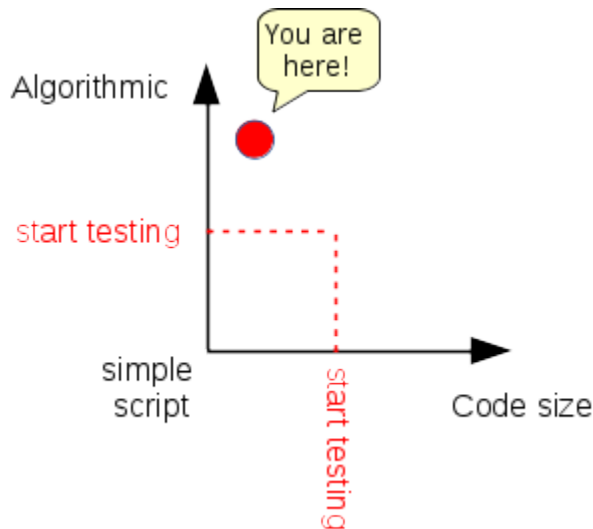 You are
here!
Algorithmic
start testing
simple
script
start testing
Code size